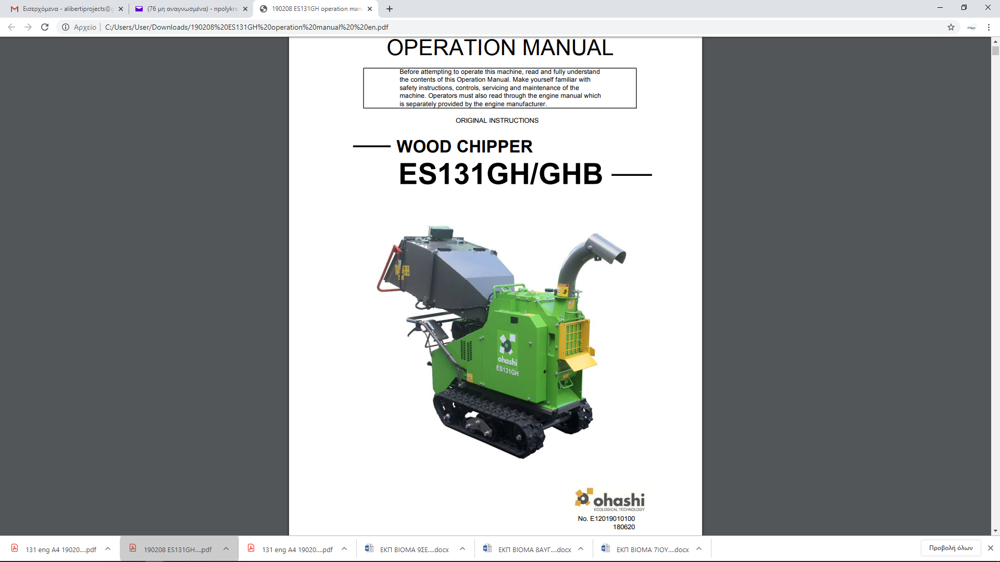 Εισερχόμενα - alibertiprojects@g
(76 μη αναγνωσμένα) - npolykre
190208 ES131GH operation man
Αρχείο
C:/Users/User/Downloads/190208%20ES131GH%20operation%20manual%20%20en.pdf
OPERATION MANUAL
Before attempting to operate this machine, read and fully understand
the contents of this Operation Manual. Make yourself familiar with
safety instructions, controls, servicing and maintenance of the
machine. Operators must also read through the engine manual which
is separately provided by the engine manufacturer.
ORIGINAL INSTRUCTIONS
WOOD CHIPPER
ES131GH/GHB
ohashi
ES131GH
ohashi
ECOLOGICAL TECHNOLOGY
No. E12019010100
180620
131 eng A4 19020....pdf
190208 ES131GH....pdf
131 eng A4 19020....pdf
ΕΚΠ ΒΙΟΜΑ 9ΣΕ....docx
ΕΚΠ ΒΙΟΜΑ 8ΑΥΓ....docx
ΕΚΠ ΒΙΟΜΑ 7ΙΟΥ....docx
Προβολή όλων